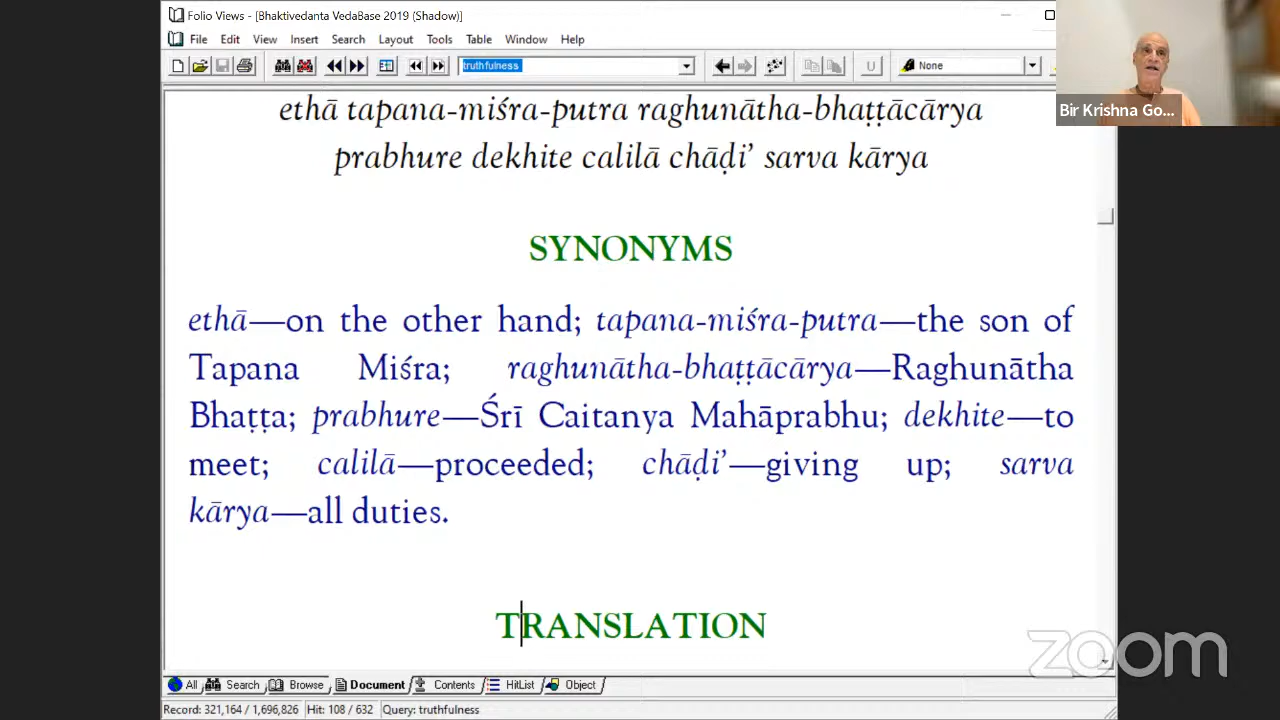 Folio Views - [Bhaktivedanta VedaBase 2019 (Shadow)]
File Edit View Insert Search Layout Tools Table Window Help
truthfulness
U
None
Bir Krishna Go...
ethā tapana-miśra-putra raghunātha-bhaṭṭācārya
prabhure dekhite calilā chāḍi’ sarva kārya
SYNONYMS
ethā—on the other hand; tapana-miśra-putra—the son of
Tapana Miśra; raghunātha-bhaṭṭācārya—Raghunātha
Bhaṭṭa; prabhure—Śrī Caitanya Mahāprabhu; dekhite—to
meet; calilā—proceeded; chāḍi’—giving up; sarva
kārya—all duties.
TRANSLATION
zoom
All Search Browse Document Contents HitList Object
Record: 321,164 / 1,696,826 Hit: 108 / 632 Query: truthfulness